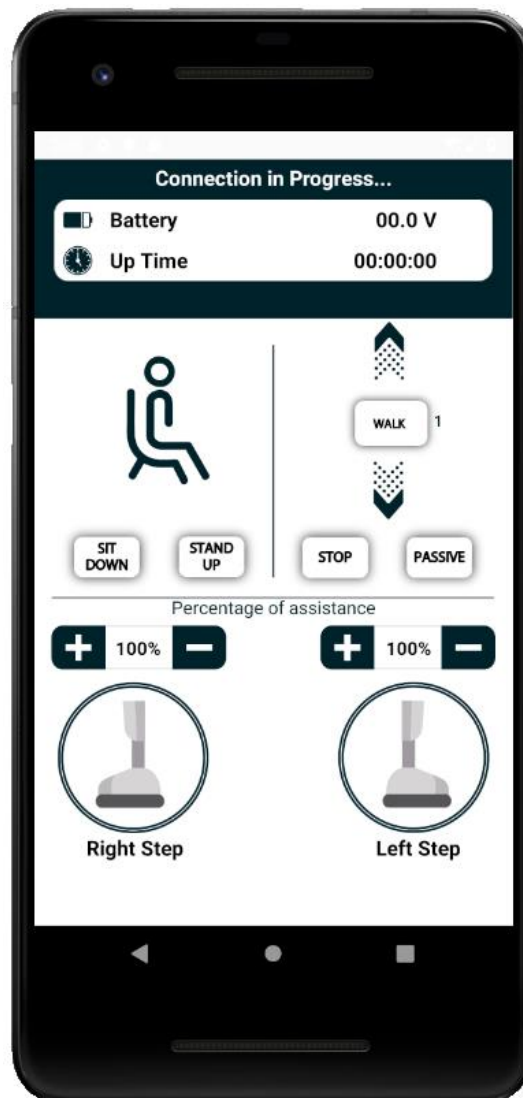 Connection in Progress...
Battery 00.0 V
Up Time 00:00:00
WALK 1
SIT
DOWN
STAND
UP
STOP
PASSIVE
Percentage of assistance
+ 100% −
+ 100% −
Right Step
Left Step